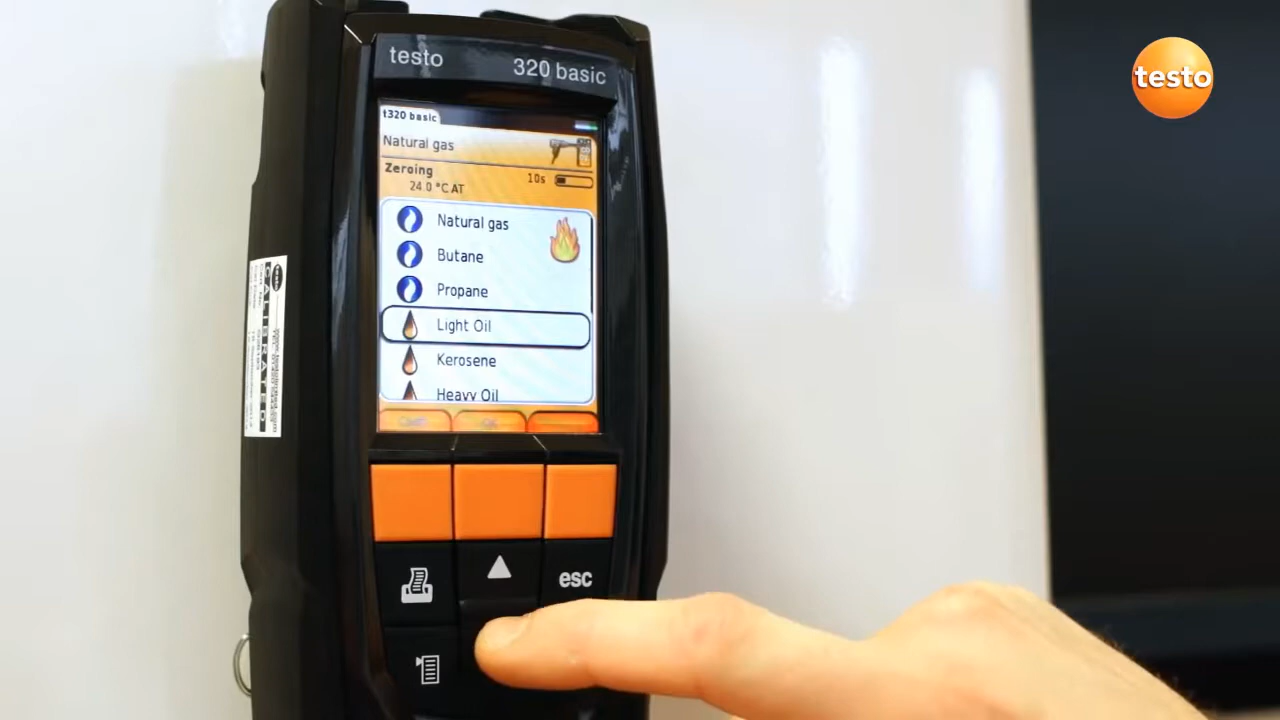 testo 320 basic
testo
t320 basic
Natural gas
Zeroing 10s
24.0 °C AT
Natural gas
Butane
Propane
Light Oil
Kerosene
Heavy Oil
esc
CALIBRATED